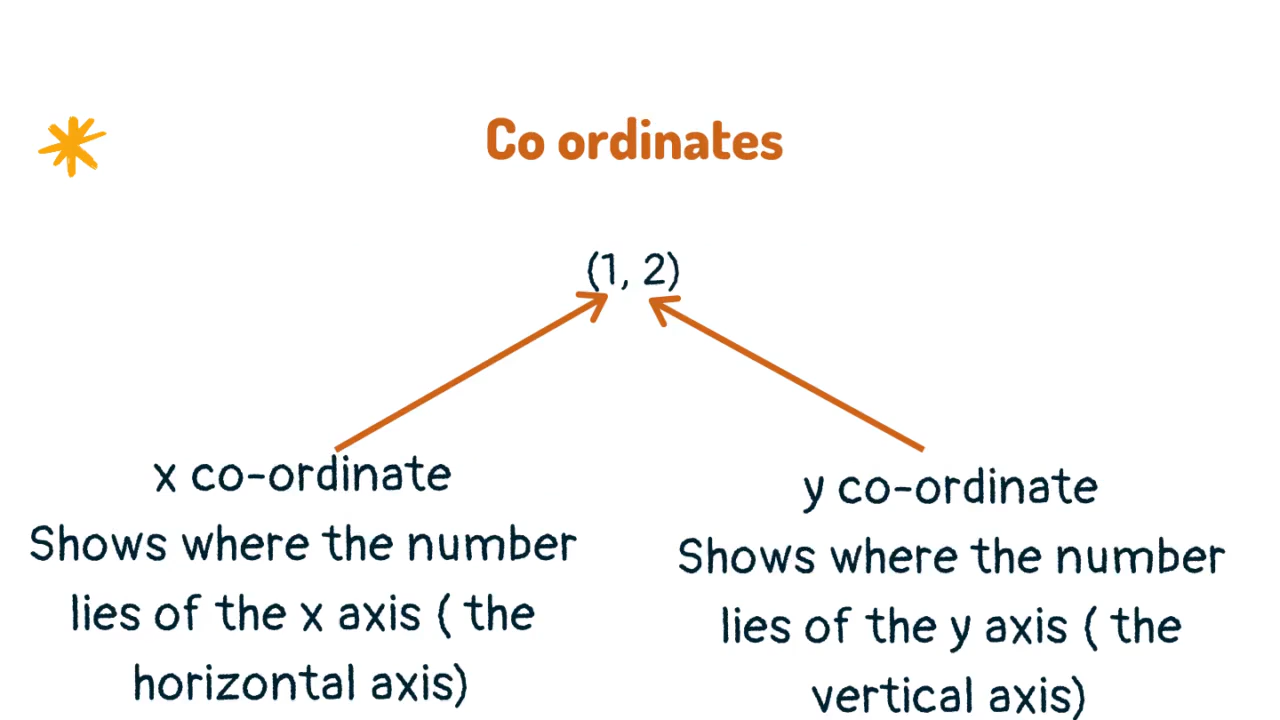 Co ordinates
(1, 2)
x co-ordinate
Shows where the number
lies of the x axis ( the
horizontal axis)
y co-ordinate
Shows where the number
lies of the y axis ( the
vertical axis)